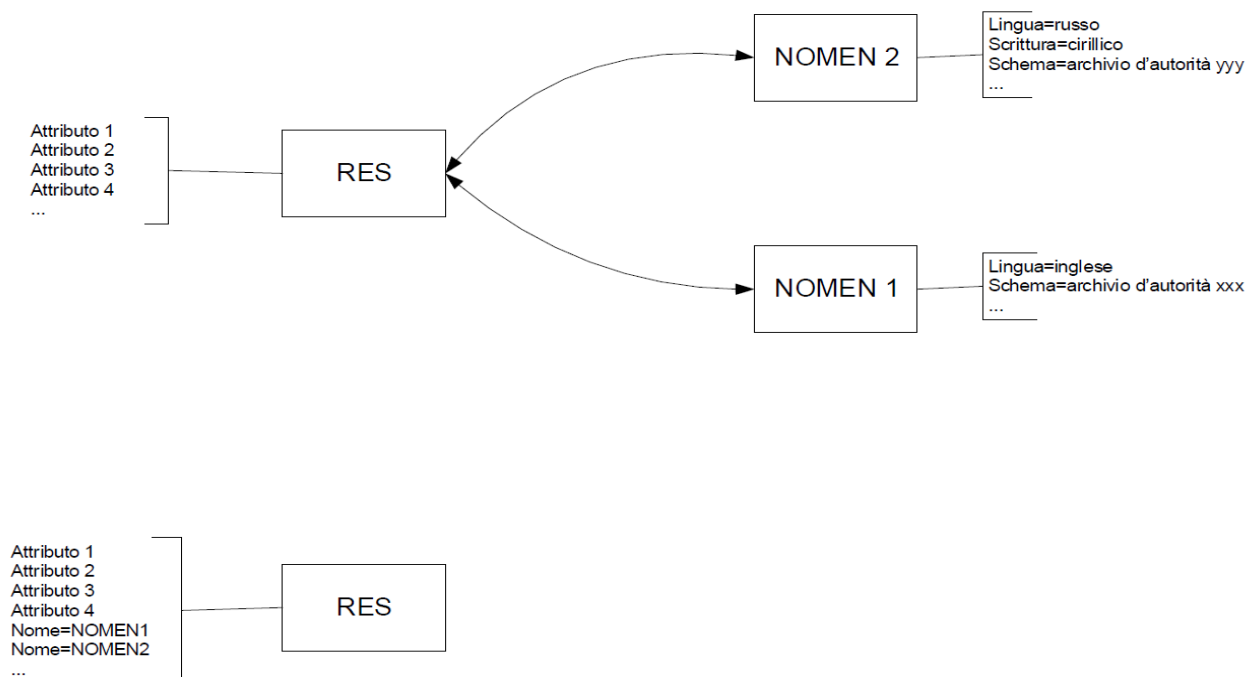 Lingua=russo
Scrittura=cirillico
Schema=archivio d'autorità yyy
...
NOMEN 2
Attributo 1
Attributo 2
Attributo 3
Attributo 4
...
RES
Lingua=inglese
Schema=archivio d'autorità xxx
...
NOMEN 1
Attributo 1
Attributo 2
Attributo 3
Attributo 4
Nome=NOMEN1
Nome=NOMEN2
...
RES